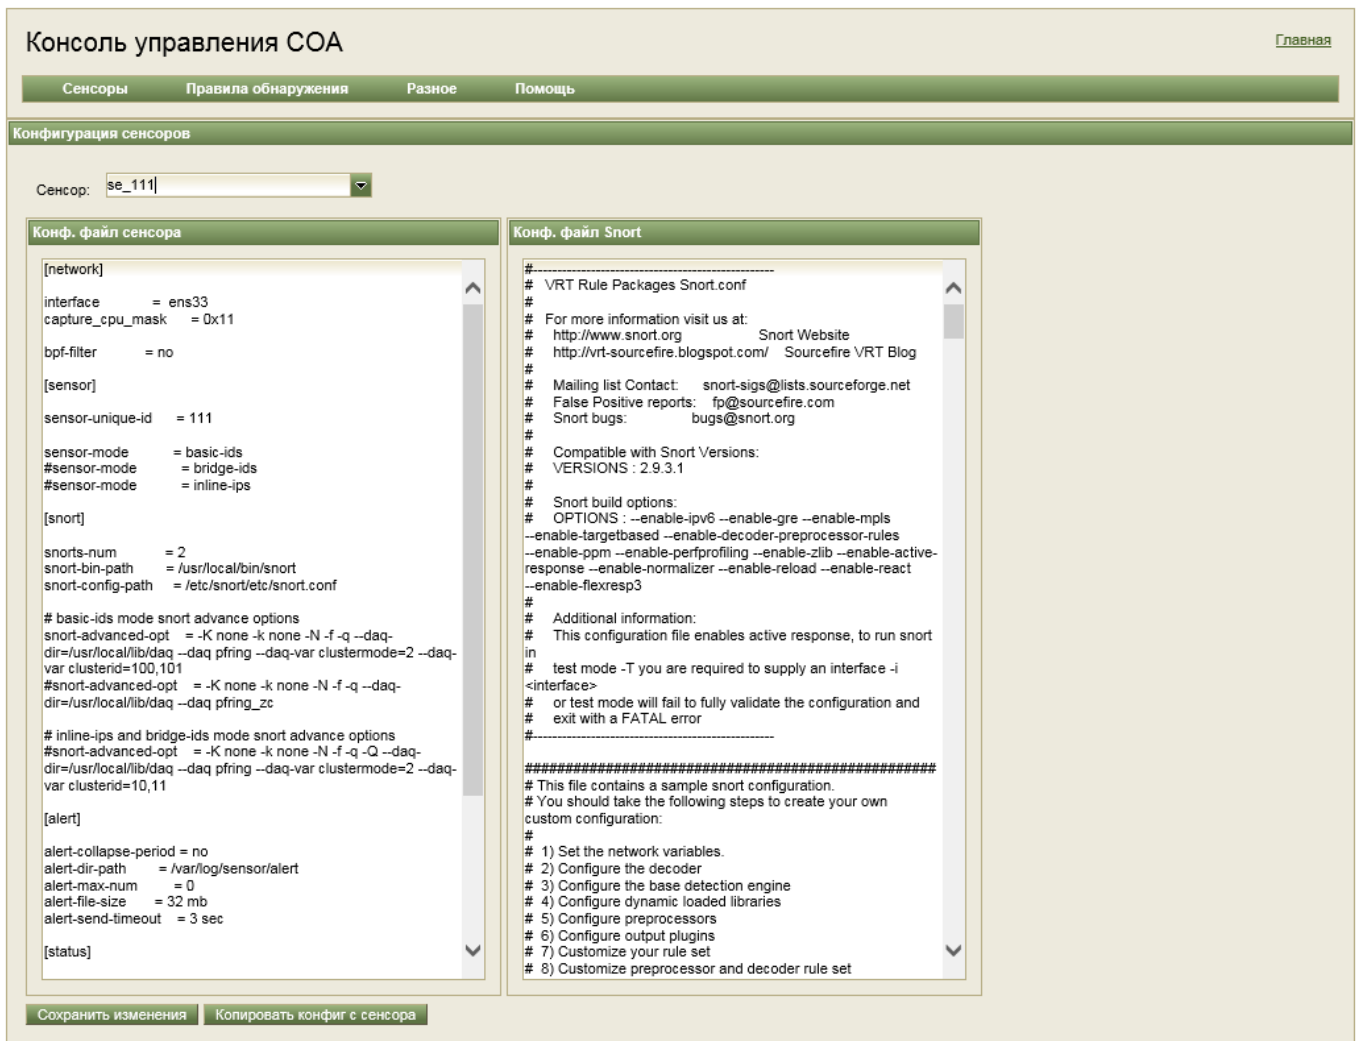 Консоль управления СОА
Главная
Сенсоры Правила обнаружения Разное Помощь
Конфигурация сенсоров
Сенсор: se_111
Конф. файл сенсора
[network]
interface = ens33
capture_cpu_mask = 0x11
bpf-filter = no
[sensor]
sensor-unique-id = 111
sensor-mode = basic-ids
#sensor-mode = bridge-ids
#sensor-mode = inline-ips
[snort]
snorts-num = 2
snort-bin-path = /usr/local/bin/snort
snort-config-path = /etc/snort/etc/snort.conf
# basic-ids mode snort advance options
snort-advanced-opt = -K none -k none -N -f -q --daq-
dir=/usr/local/lib/daq --daq pfring --daq-var clustermode=2 --daq-
var clusterid=100,101
#snort-advanced-opt = -K none -k none -N -f -q --daq-
dir=/usr/local/lib/daq --daq pfring_zc
# inline-ips and bridge-ids mode snort advance options
#snort-advanced-opt = -K none -k none -N -f -q -Q --daq-
dir=/usr/local/lib/daq --daq pfring --daq-var clustermode=2 --daq-
var clusterid=10,11
[alert]
alert-collapse-period = no
alert-dir-path = /var/log/sensor/alert
alert-max-num = 0
alert-file-size = 32 mb
alert-send-timeout = 3 sec
[status]
Конф. файл Snort
#--------------------------------------------------
# VRT Rule Packages Snort.conf
#
# For more information visit us at:
# http://www.snort.org Snort Website
# http://vrt-sourcefire.blogspot.com/ Sourcefire VRT Blog
#
# Mailing list Contact: snort-sigs@lists.sourceforge.net
# False Positive reports: fp@sourcefire.com
# Snort bugs: bugs@snort.org
#
# Compatible with Snort Versions:
# VERSIONS : 2.9.3.1
#
# Snort build options:
# OPTIONS : --enable-ipv6 --enable-gre --enable-mpls
--enable-targetbased --enable-decoder-preprocessor-rules
--enable-ppm --enable-perfprofiling --enable-zlib --enable-active-
response --enable-normalizer --enable-reload --enable-react
--enable-flexresp3
#
# Additional information:
# This configuration file enables active response, to run snort
in
# test mode -T you are required to supply an interface -i
<interface>
# or test mode will fail to fully validate the configuration and
# exit with a FATAL error
#--------------------------------------------------
###################################################
# This file contains a sample snort configuration.
# You should take the following steps to create your own
custom configuration:
#
# 1) Set the network variables.
# 2) Configure the decoder
# 3) Configure the base detection engine
# 4) Configure dynamic loaded libraries
# 5) Configure preprocessors
# 6) Configure output plugins
# 7) Customize your rule set
# 8) Customize preprocessor and decoder rule set
Сохранить изменения Копировать конфиг с сенсора